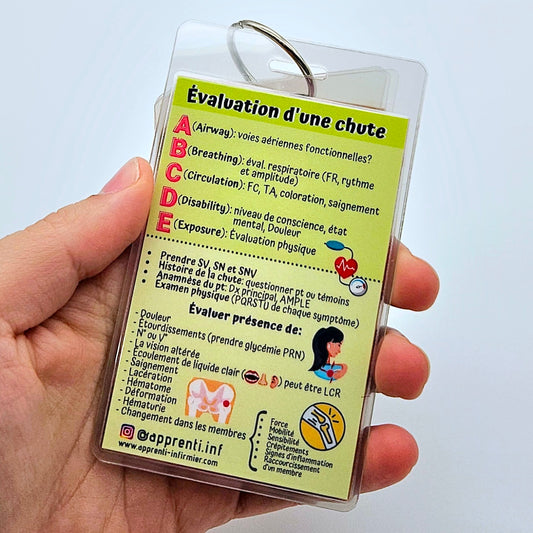 Évaluation d'une chute
A (Airway): voies aériennes fonctionnelles?
B (Breathing): éval. respiratoire (FR, rythme
et amplitude)
C (Circulation): FC, TA, coloration, saignement
D (Disability): niveau de conscience, état
mental, Douleur
E (Exposure): Évaluation physique
• Prendre SV, SN et SNV
• Histoire de la chute: questionner pt ou témoins
• Anamnèse du pt: Dx principal, AMPLE
• Examen physique (PQRSTU de chaque symptôme)
Évaluer présence de:
- Douleur
- Étourdissements (prendre glycémie PRN)
- N° ou V°
- La vision altérée
- Écoulement de liquide clair ( ) peut être LCR
- Saignement
- Lacération
- Hématome
- Déformation
- Hématurie
- Changement dans les membres
• Force
• Mobilité
• Sensibilité
• Crépitements
• Signes d'inflammation
• Raccourcissement
d'un membre
@apprenti.inf
www.apprenti-infirmier.com